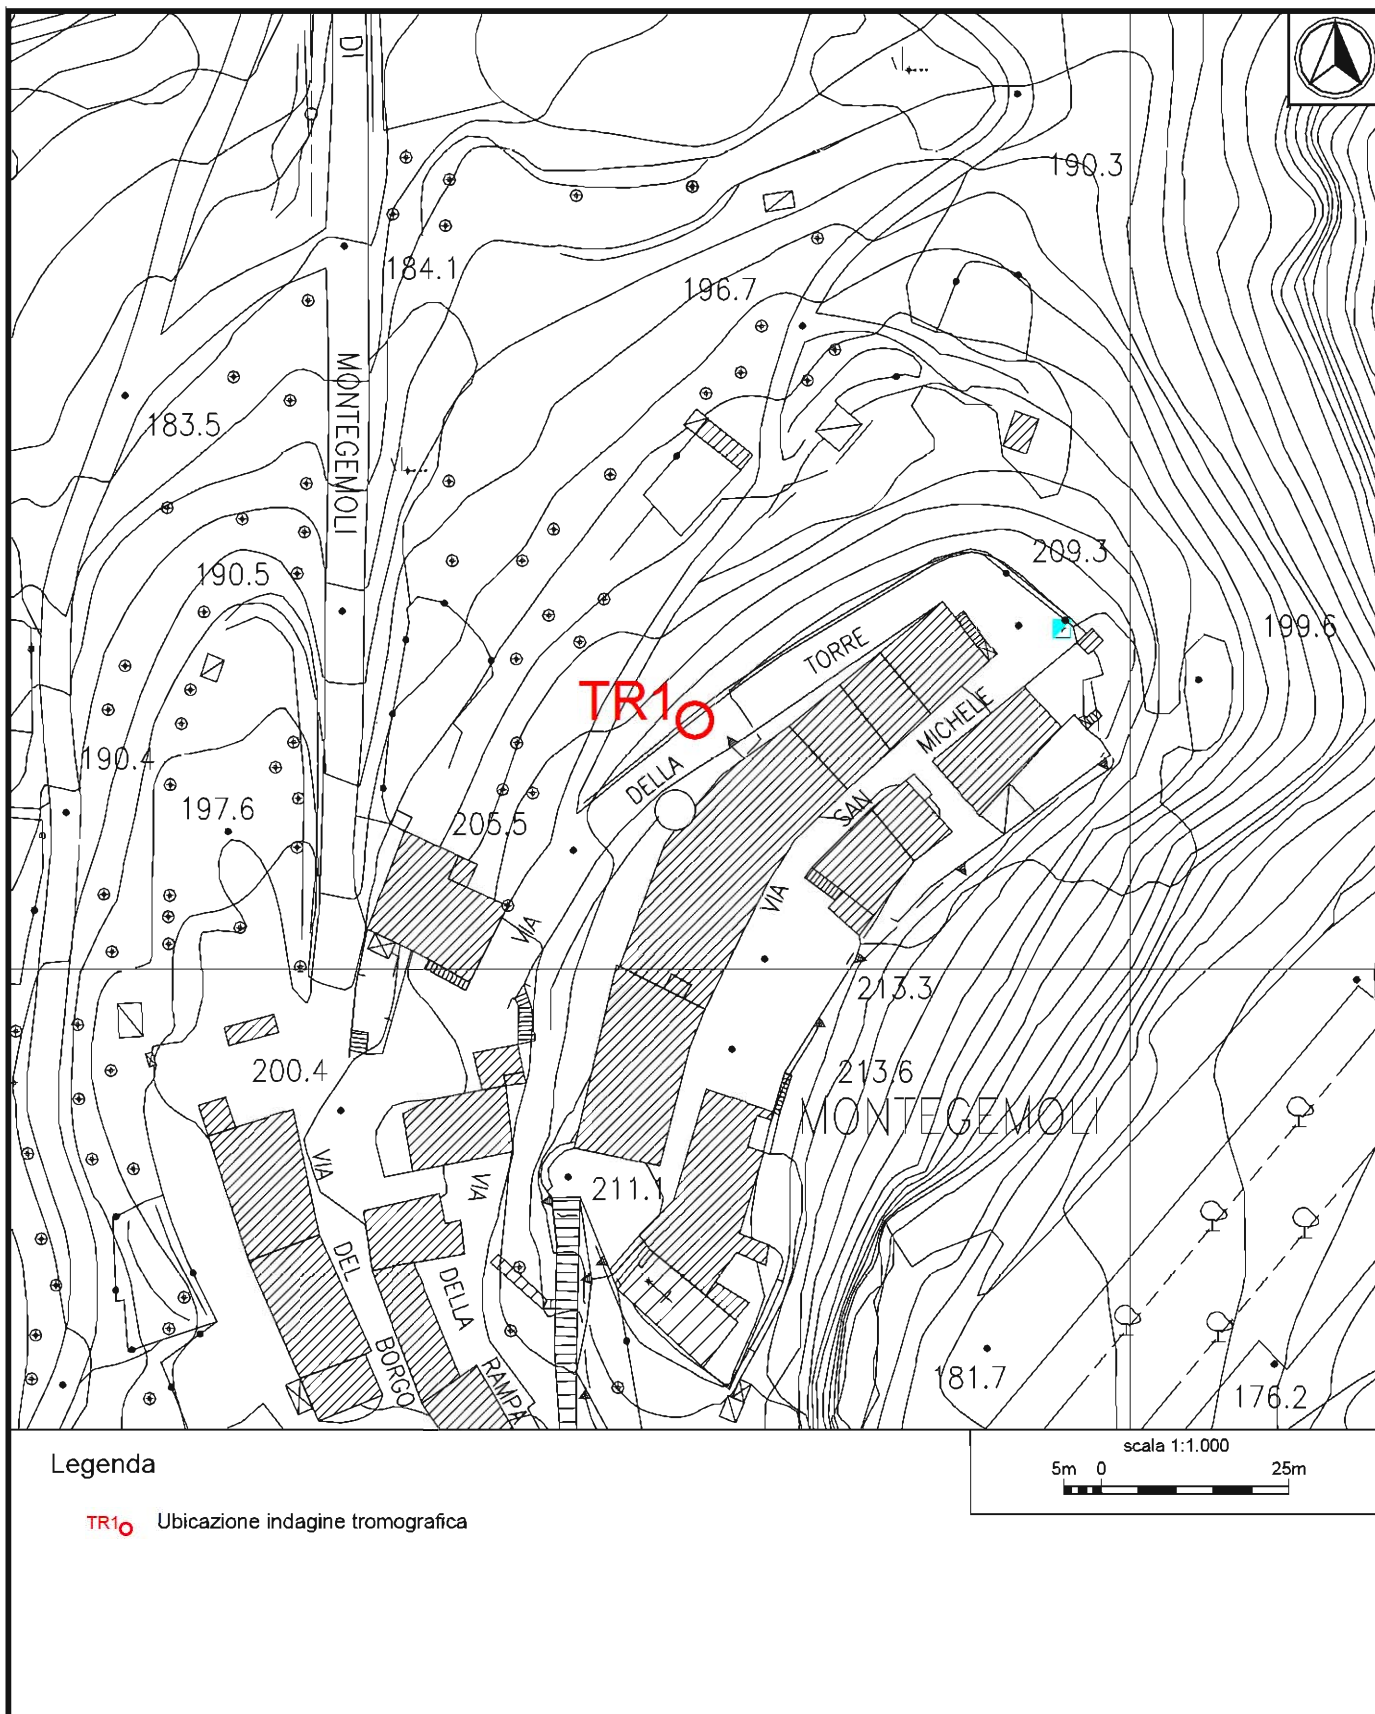 DI
190.3
184.1
196.7
MONTEGEMOLI
183.5
209.3
190.5
199.6
TORRE
TR1
MICHELE
190.4
DELLA
197.6
SAN
205.5
VIA
VIA
213.3
200.4
213.6
MONTEGEMOLI
VIA
VIA
211.1
DEL
DELLA
BORGO
RAMPA
181.7
176.2
Legenda
scala 1:1.000
5m 0 25m
TR1 Ubicazione indagine tromografica